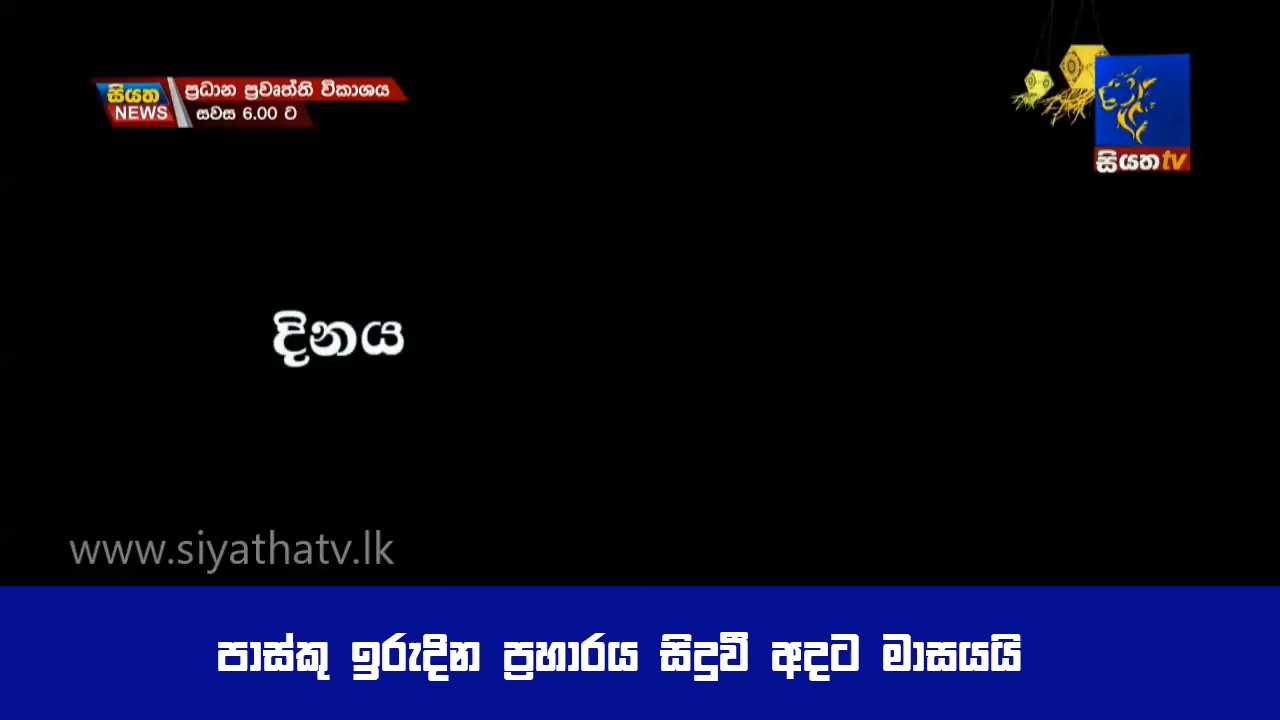 සියත
NEWS
ප්‍රධාන ප්‍රවෘත්ති විකාශය
සවස 6.00 ට
සියත tv
දිනය
www.siyathatv.lk
පාස්කු ඉරුදින ප්‍රහාරය සිදුවී අදට මාසයයි